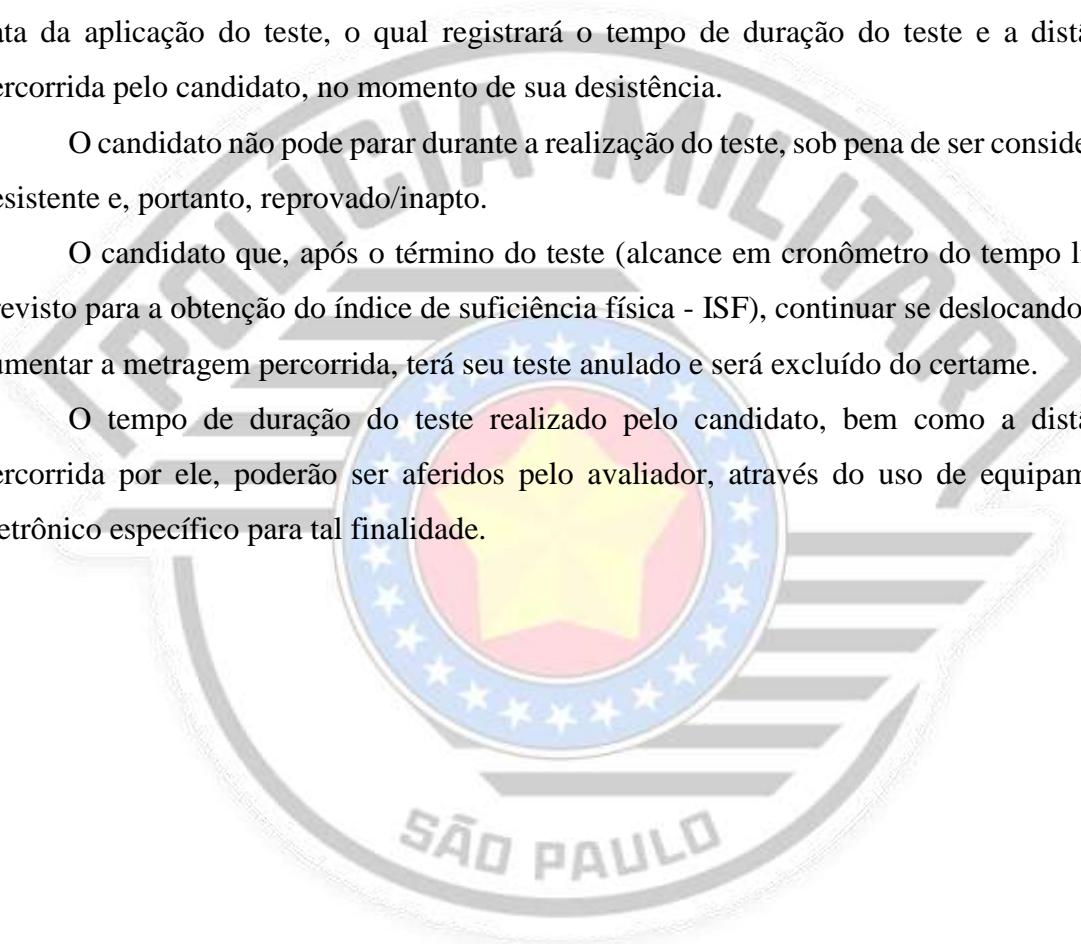 ata da aplicação do teste, o qual registrará o tempo de duração do teste e a distâ
ercorrida pelo candidato, no momento de sua desistência.
O candidato não pode parar durante a realização do teste, sob pena de ser conside
esistente e, portanto, reprovado/inapto.
O candidato que, após o término do teste (alcance em cronômetro do tempo li
revisto para a obtenção do índice de suficiência física - ISF), continuar se deslocando
umentar a metragem percorrida, terá seu teste anulado e será excluído do certame.
O tempo de duração do teste realizado pelo candidato, bem como a distâ
ercorrida por ele, poderão ser aferidos pelo avaliador, através do uso de equipam
etrônico específico para tal finalidade.
POLÍCIA MILITAR
SÃO PAULO